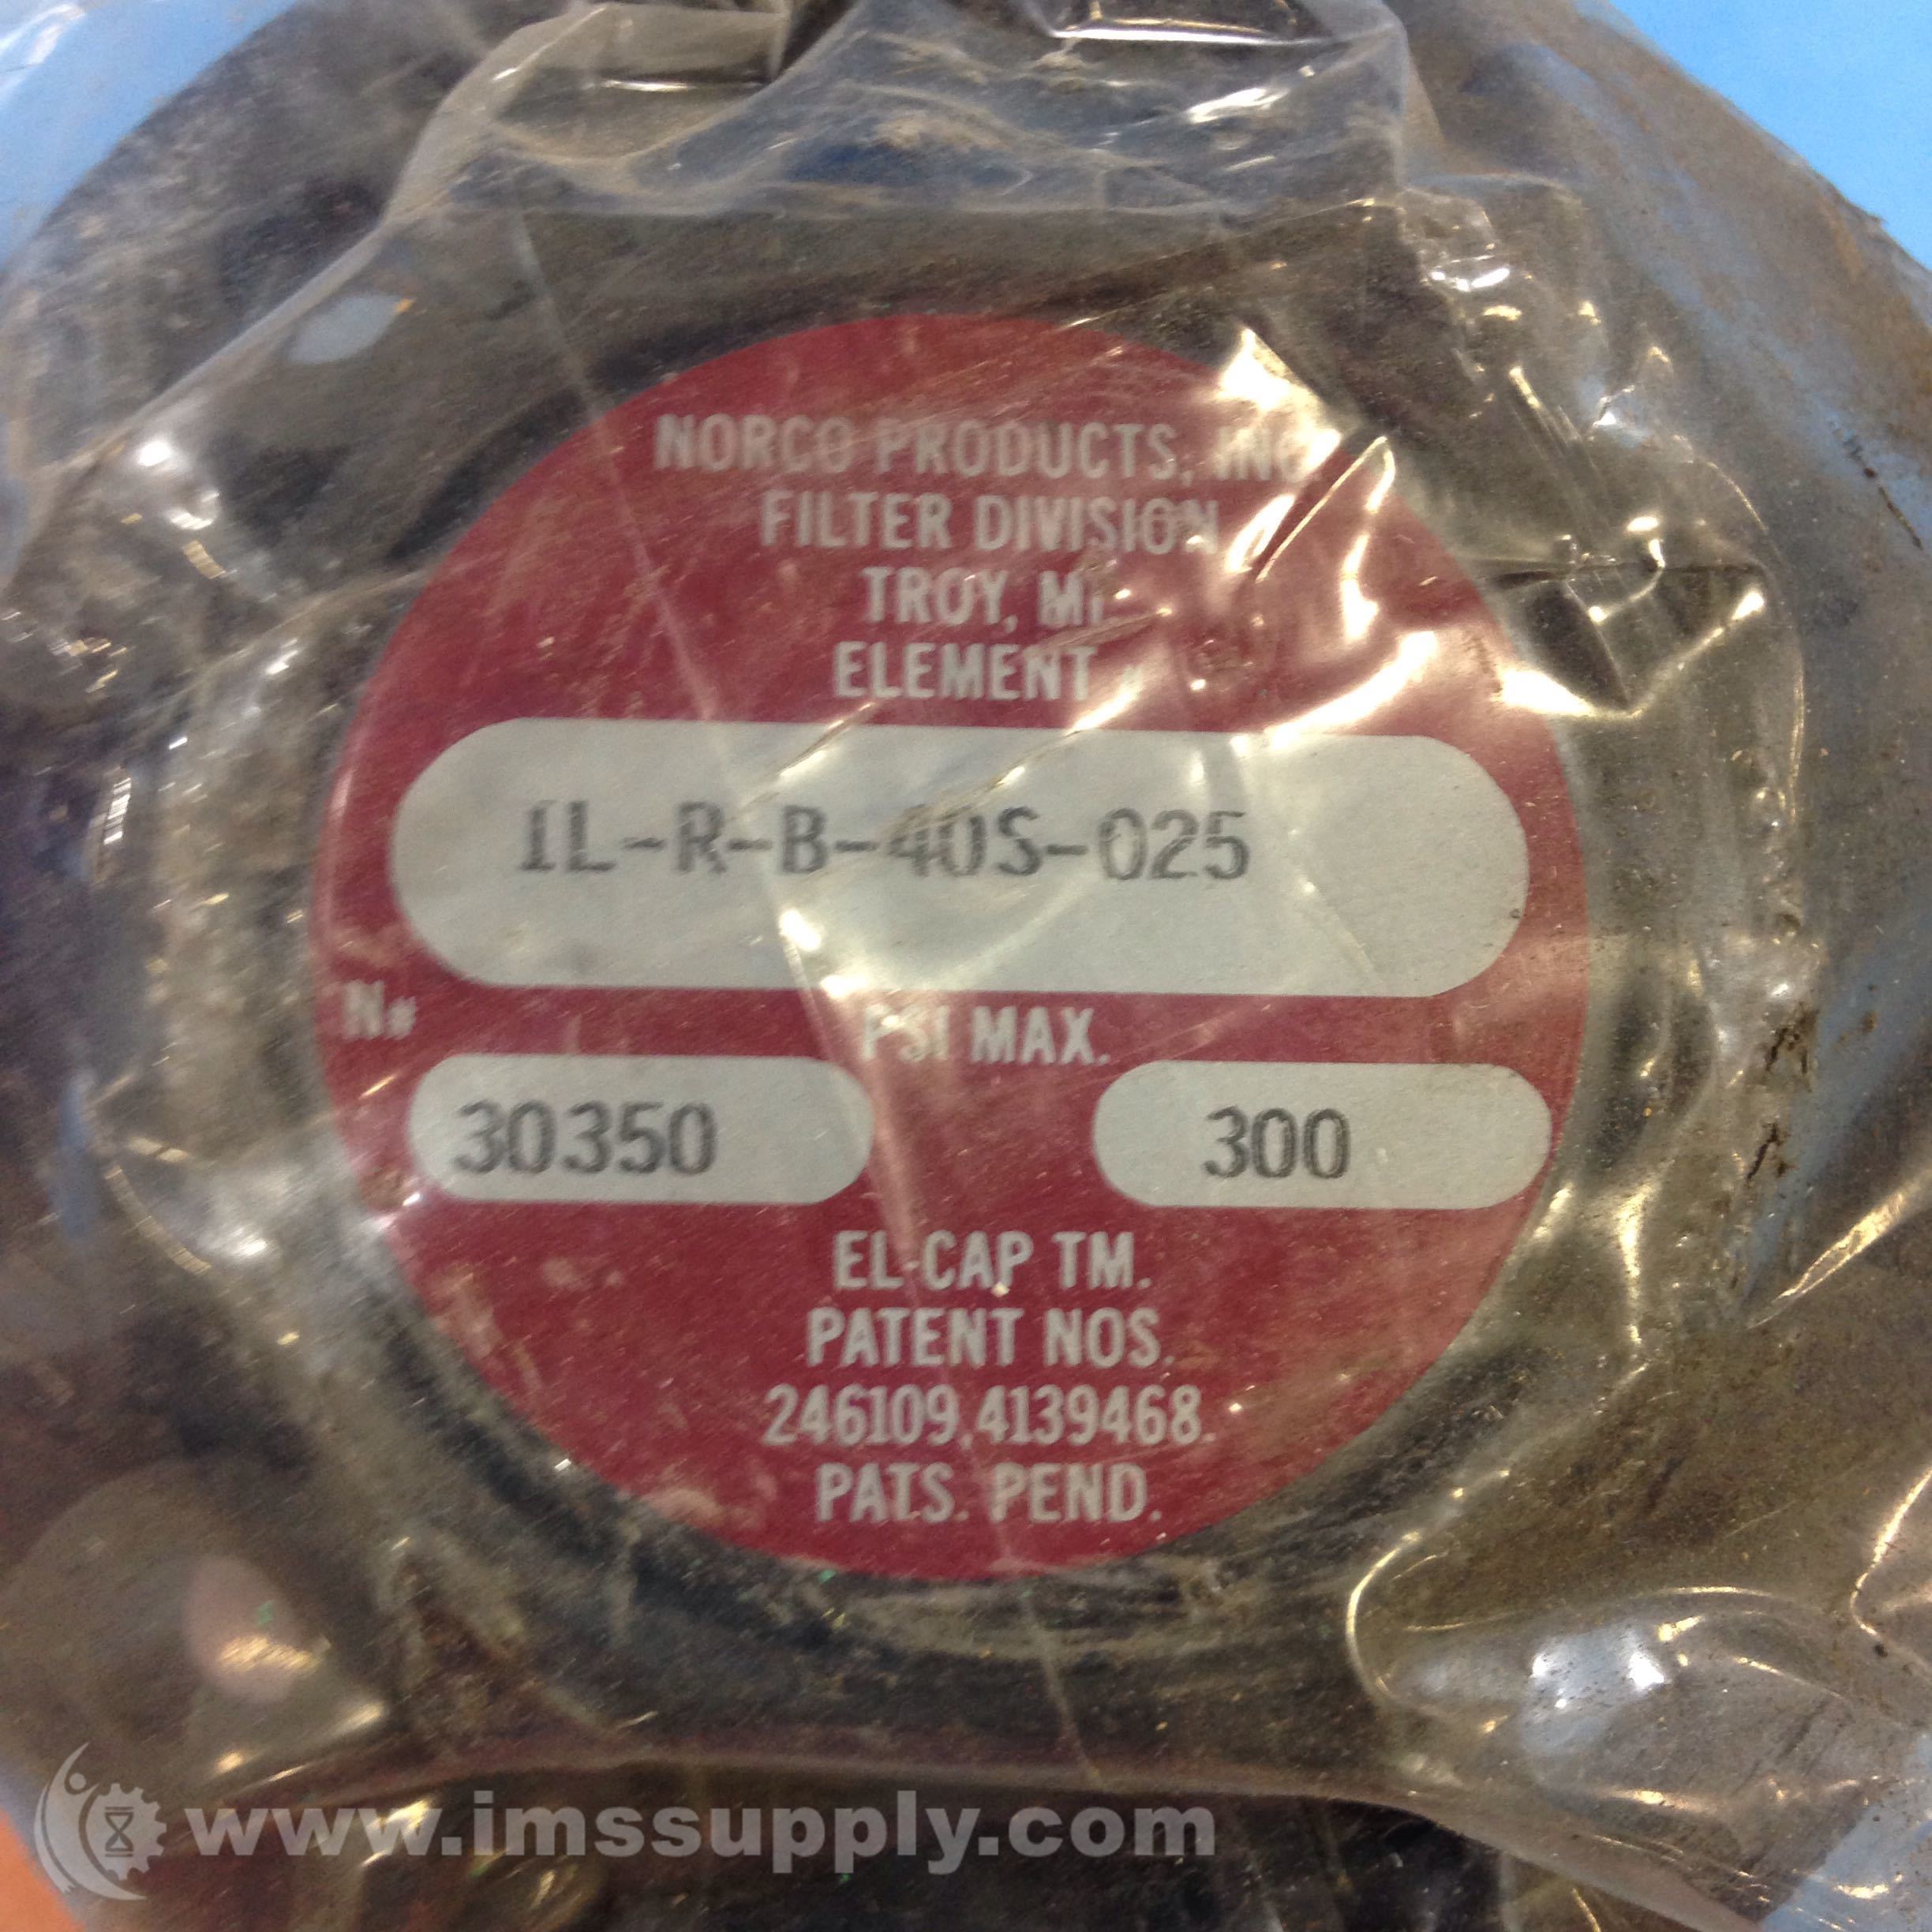 NORCO PRODUCTS, INC
FILTER DIVISION
TROY, MI.
ELEMENT #
1L-R-B-40S-025
N# PSI MAX.
30350 300
EL-CAP TM.
PATENT NOS.
246109,4139468.
PATS. PEND.
www.imssupply.com